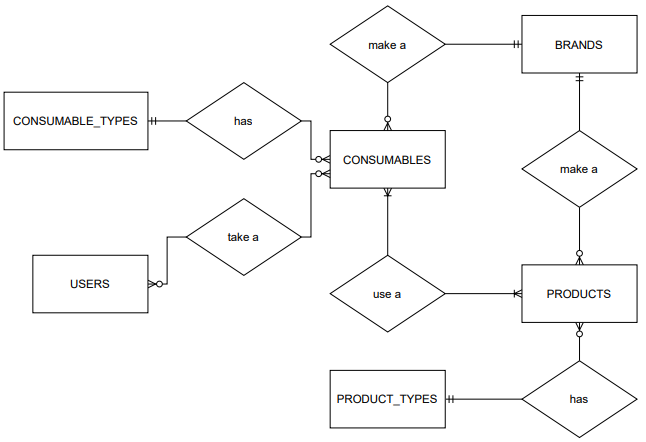 make a
BRANDS
CONSUMABLE_TYPES
has
CONSUMABLES
make a
take a
USERS
use a
PRODUCTS
PRODUCT_TYPES
has